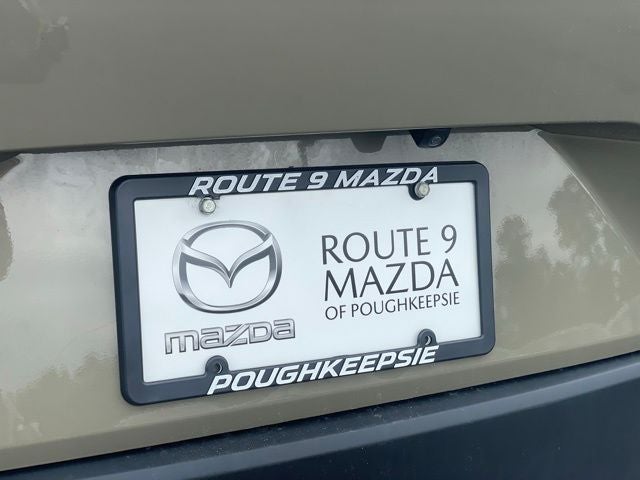 ROUTE 9 MAZDA
mazda
ROUTE 9
MAZDA
OF POUGHKEEPSIE
POUGHKEEPSIE